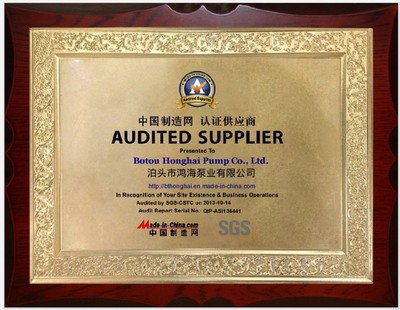 Audited Supplier
中国制造网 认证供应商
AUDITED SUPPLIER
Presented To
Botou Honghai Pump Co., Ltd.
泊头市鸿海泵业有限公司
http://bthonghai.en.made-in-china.com/
In Recognition of Your Site Existence & Business Operations
Audited by SGS-CSTC on 2013-10-14
Audit Report Serial No.: QIP-ASI136441
Made-in-China.com
中国制造网
SGS